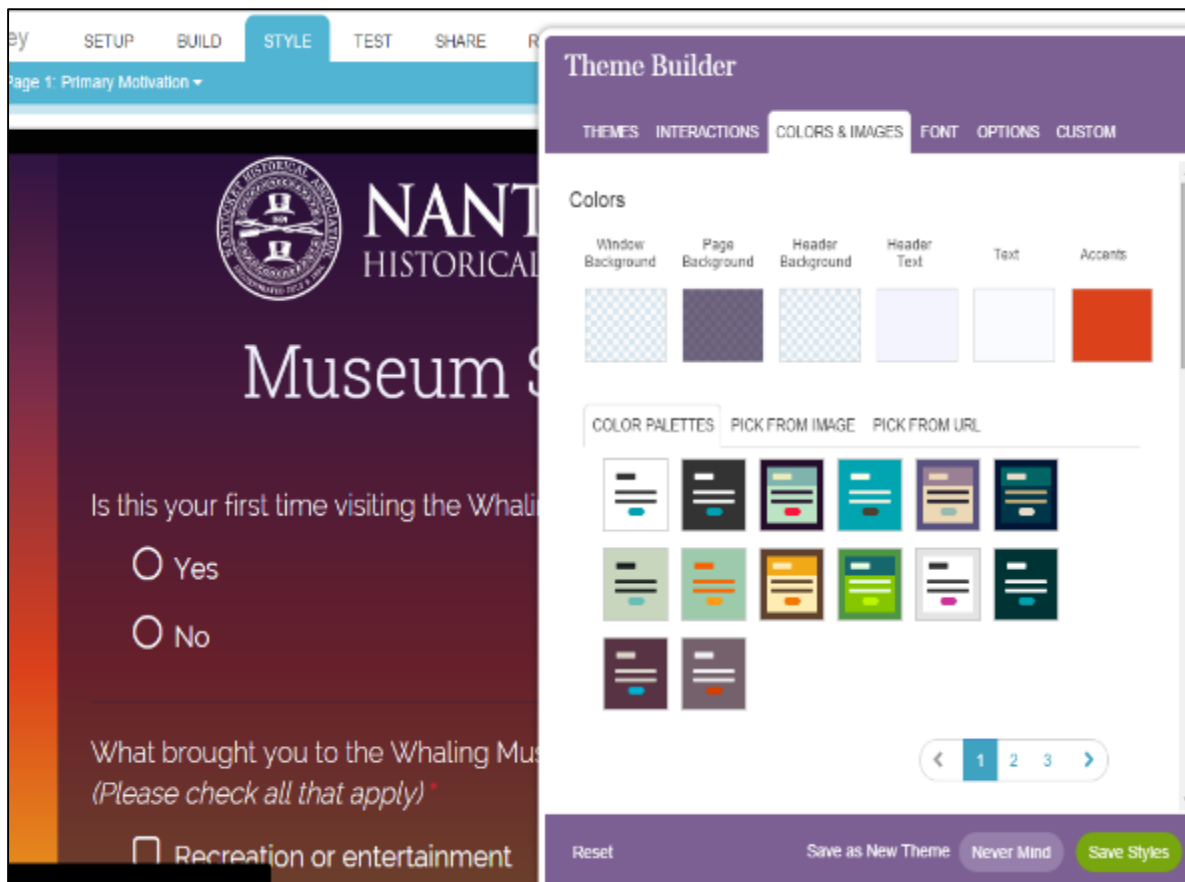 ey SETUP BUILD STYLE TEST SHARE R
Page 1: Primary Motivation
NANT
HISTORICAL
NANTUCKET HISTORICAL ASSOCIATION
Museum S
Is this your first time visiting the Whali
Yes
No
What brought you to the Whaling Mus
(Please check all that apply) *
Recreation or entertainment
Theme Builder
THEMES INTERACTIONS COLORS & IMAGES FONT OPTIONS CUSTOM
Colors
Window Background
Page Background
Header Background
Header Text
Text
Accents
COLOR PALETTES PICK FROM IMAGE PICK FROM URL
1 2 3
Reset Save as New Theme Never Mind Save Styles